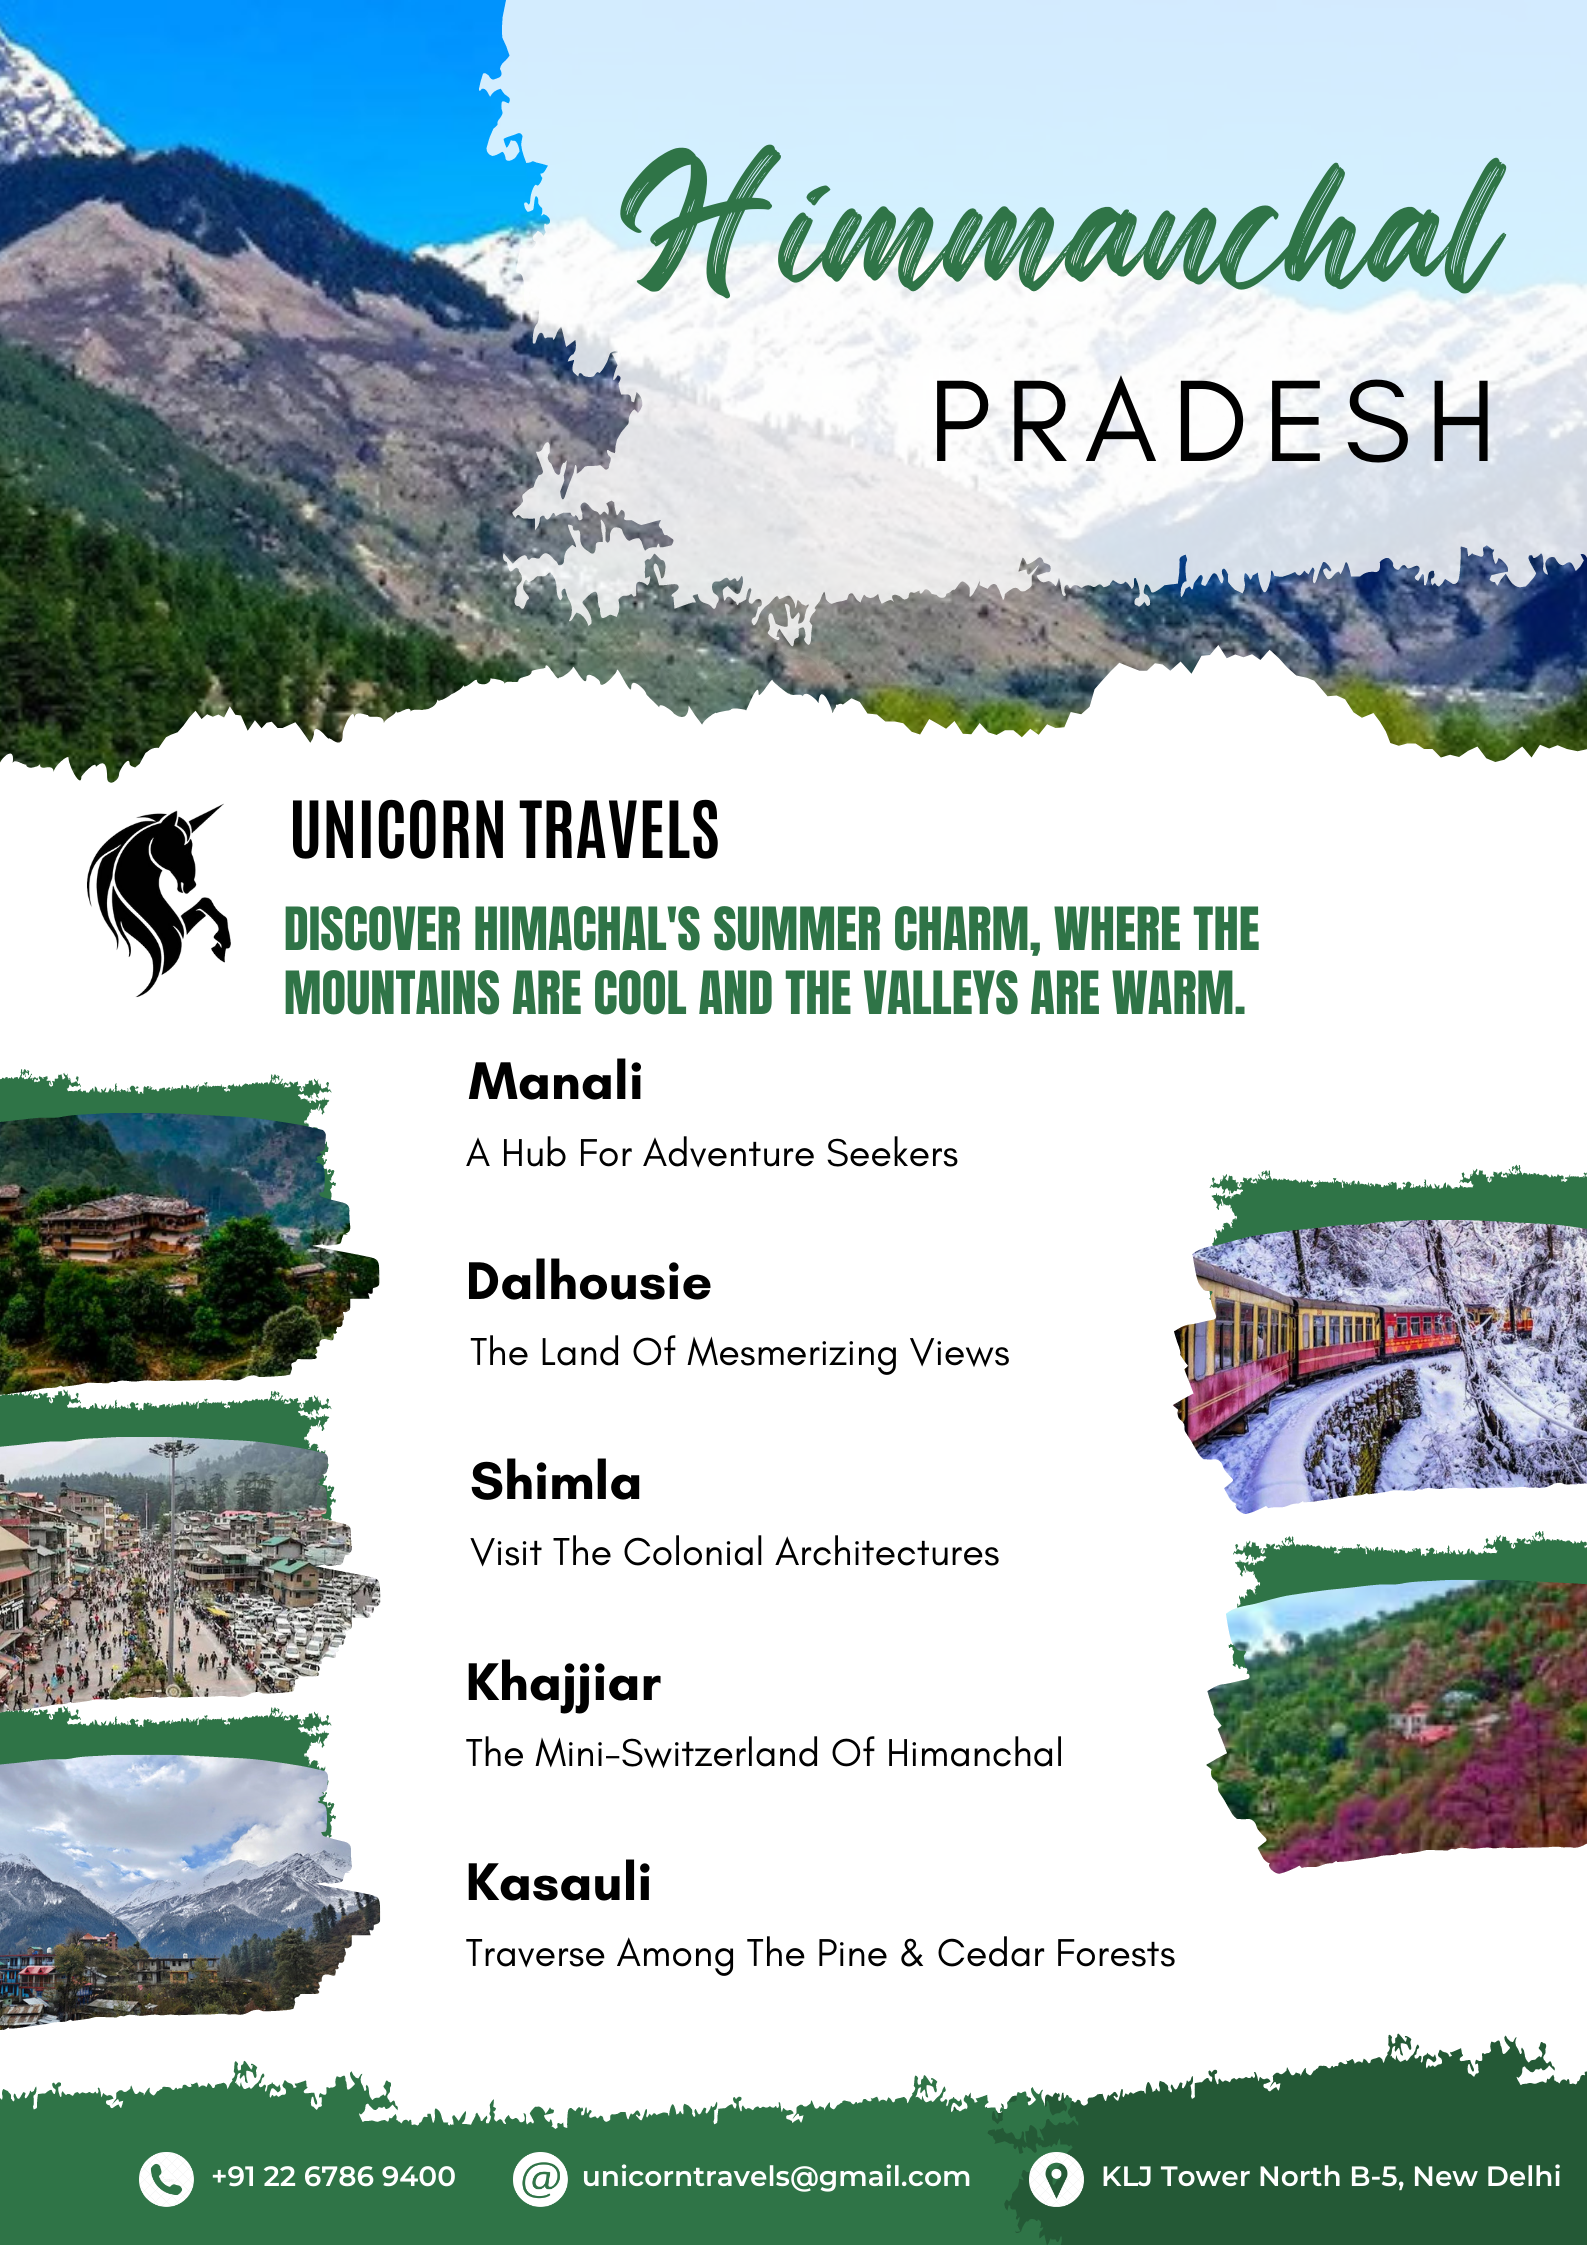 Himmanchal
PRADESH
UNICORN TRAVELS
DISCOVER HIMACHAL'S SUMMER CHARM, WHERE THE
MOUNTAINS ARE COOL AND THE VALLEYS ARE WARM.
Manali
A Hub For Adventure Seekers
Dalhousie
The Land Of Mesmerizing Views
Shimla
Visit The Colonial Architectures
Khajjiar
The Mini-Switzerland Of Himanchal
Kasauli
Traverse Among The Pine & Cedar Forests
+91 22 6786 9400
unicorntravels@gmail.com
KLJ Tower North B-5, New Delhi